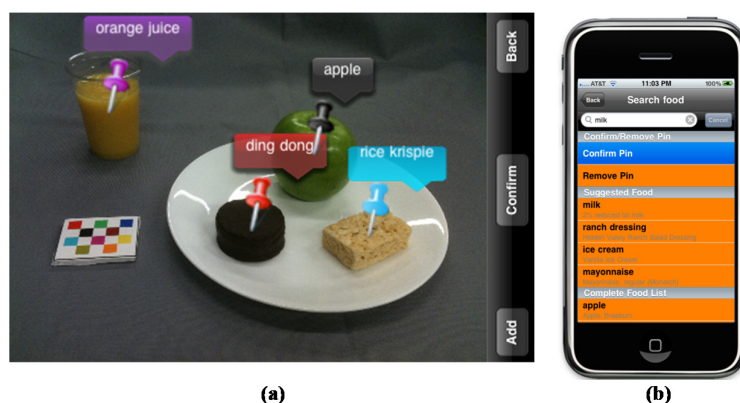 orange juice
apple
ding dong
rice krispie
Back
Confirm
Add
(a)
AT&T 11:03 PM 100%
Back Search food
milk Cancel
Confirm/Remove Pin
Confirm Pin
Remove Pin
Suggested Food
milk
ranch dressing
ice cream
mayonnaise
Complete Food List
apple
(b)